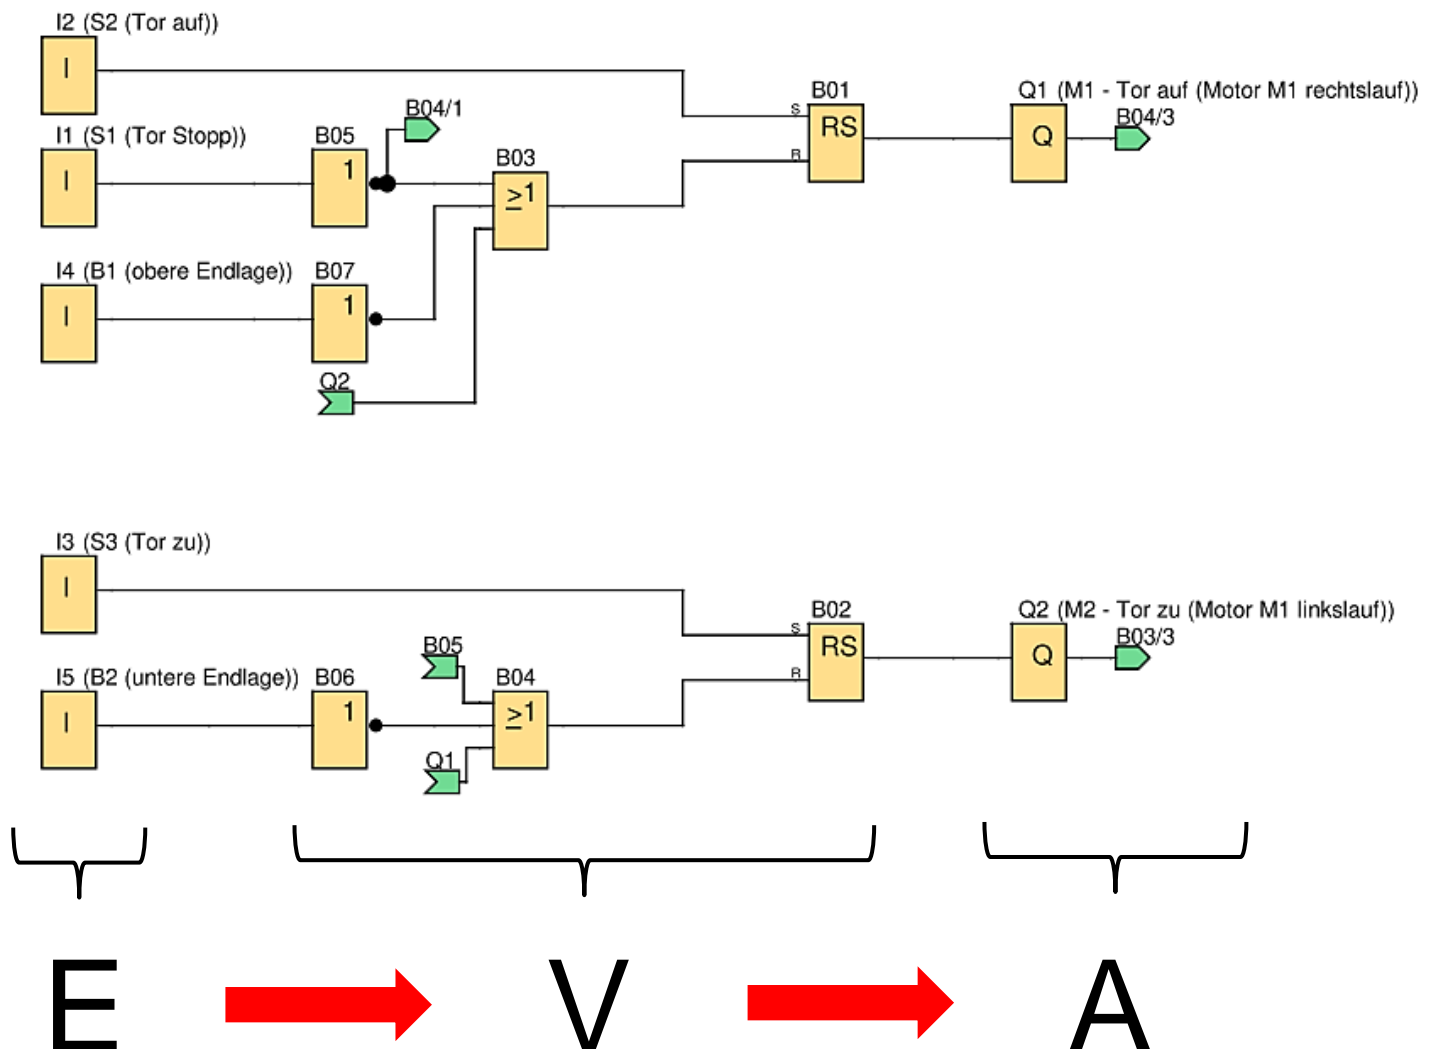 I2 (S2 (Tor auf))
I
B01
Q1 (M1 - Tor auf (Motor M1 rechtslauf))
B04/1
S
RS
Q
B04/3
I1 (S1 (Tor Stopp))
B05
B03
R
I
1
≥1
I4 (B1 (obere Endlage))
B07
I
1
Q2
I3 (S3 (Tor zu))
I
B02
Q2 (M2 - Tor zu (Motor M1 linkslauf))
S
RS
Q
B03/3
B05
I5 (B2 (untere Endlage))
B06
B04
R
I
1
≥1
Q1
E
V
A